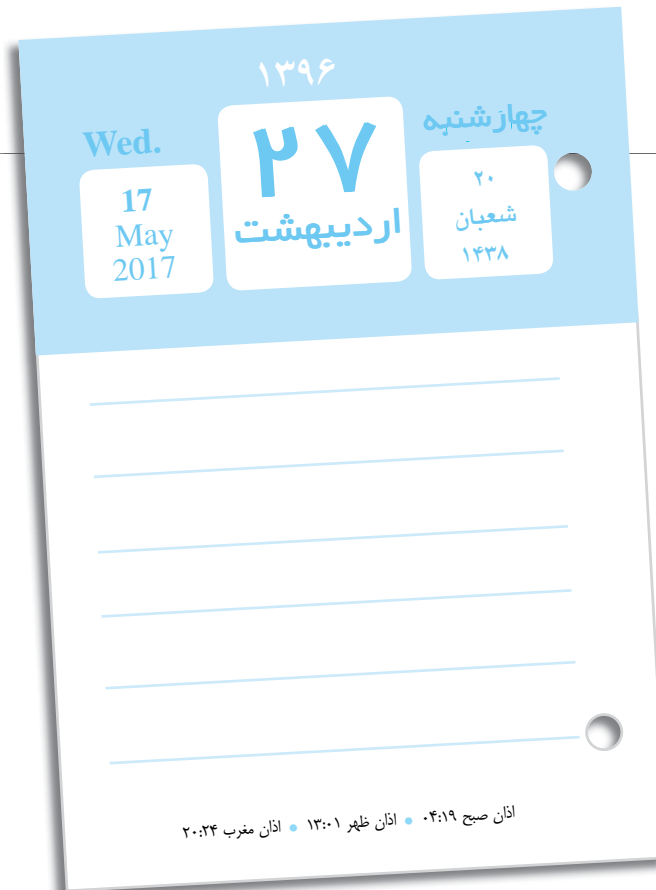 ۱۳۹۶
چهارشنبه
۲۷
اردیبهشت
Wed.
۲۰
شعبان
۱۴۳۸
17
May
2017
اذان صبح ۰۴:۱۹ • اذان ظهر ۱۳:۰۱ • اذان مغرب ۲۰:۲۴